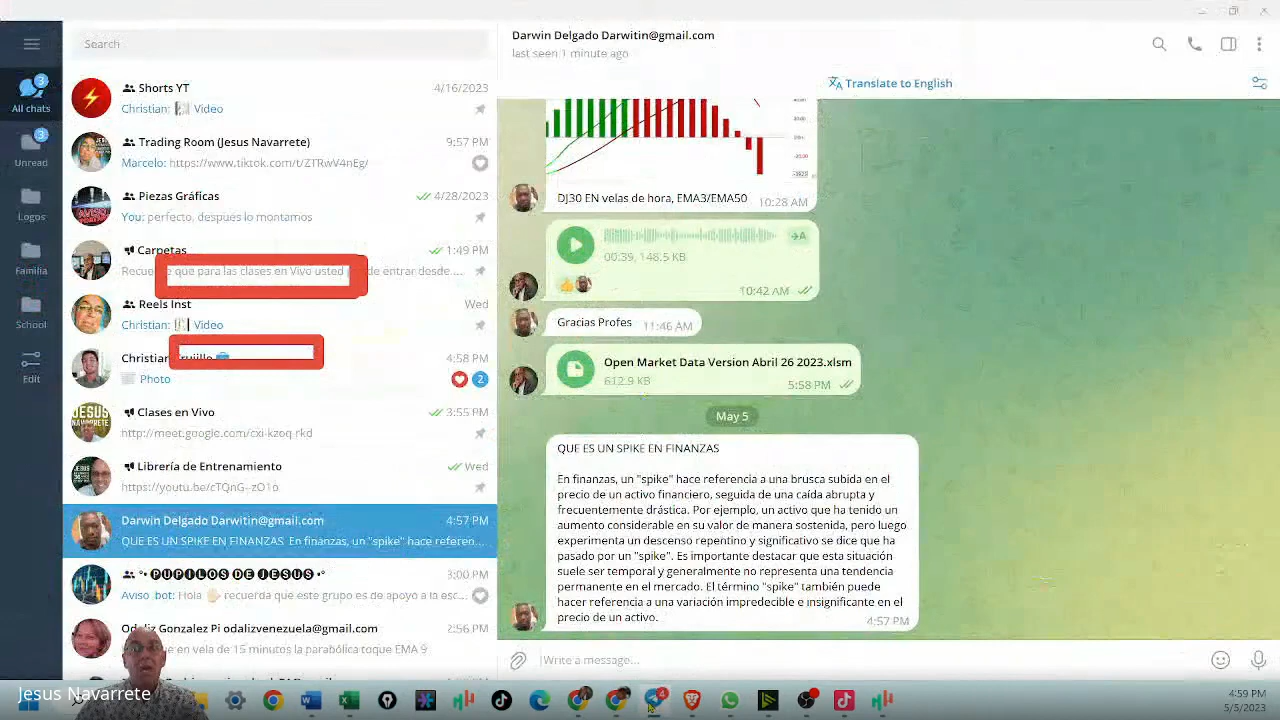 Search
Darwin Delgado Darwitin@gmail.com
last seen 1 minute ago
Translate to English
3
All chats
3
Unread
Logos
Familia
School
Edit
Christus YT
4/16/2023
Christian: Video
Trading Room (Jesus Navarrete)
9:57 PM
Marcelo: https://www.tiktok.com/t/ZTRwV4nEg/
Piezas Gráficas
4/28/2023
You: perfecto, después lo montamos
Carpetas
1:49 PM
que para las clases en Vivo usted de entrar desde....
Reels Inst
Wed
Christian: Video
Christian
4:58 PM
Photo
2
Clases en Vivo
3:55 PM
http://meet.google.com/cxi-kzoq-rkd
Librería de Entrenamiento
Wed
https://youtu.be/cTQnG--zO1o
Darwin Delgado Darwitin@gmail.com
4:57 PM
QUE ES UN SPIKE EN FINANZAS En finanzas, un "spike" hace referen...
PUPILOS DE JESUS
3:00 PM
Aviso bot: Hola recuerda que este grupo es de apoyo a la esc...
Odaliz Gonzalez Pi odalizvenezuela@gmail.com
2:56 PM
e en vela de 15 minutos la parabólica toque EMA 9
DJ30 EN velas de hora, EMA3/EMA50
10:28 AM
00:39, 148.5 KB
10:42 AM
Gracias Profes
11:46 AM
Open Market Data Version Abril 26 2023.xlsm
612.9 KB
5:58 PM
May 5
QUE ES UN SPIKE EN FINANZAS
En finanzas, un "spike" hace referencia a una brusca subida en el
precio de un activo financiero, seguida de una caída abrupta y
frecuentemente drástica. Por ejemplo, un activo que ha tenido un
aumento considerable en su valor de manera sostenida, pero luego
experimenta un descenso repentino y significativo se dice que ha
pasado por un "spike". Es importante destacar que esta situación
suele ser temporal y generalmente no representa una tendencia
permanente en el mercado. El término "spike" también puede
hacer referencia a una variación impredecible e insignificante en el
precio de un activo.
4:57 PM
Write a message...
Jesus Navarrete
4:59 PM
5/5/2023